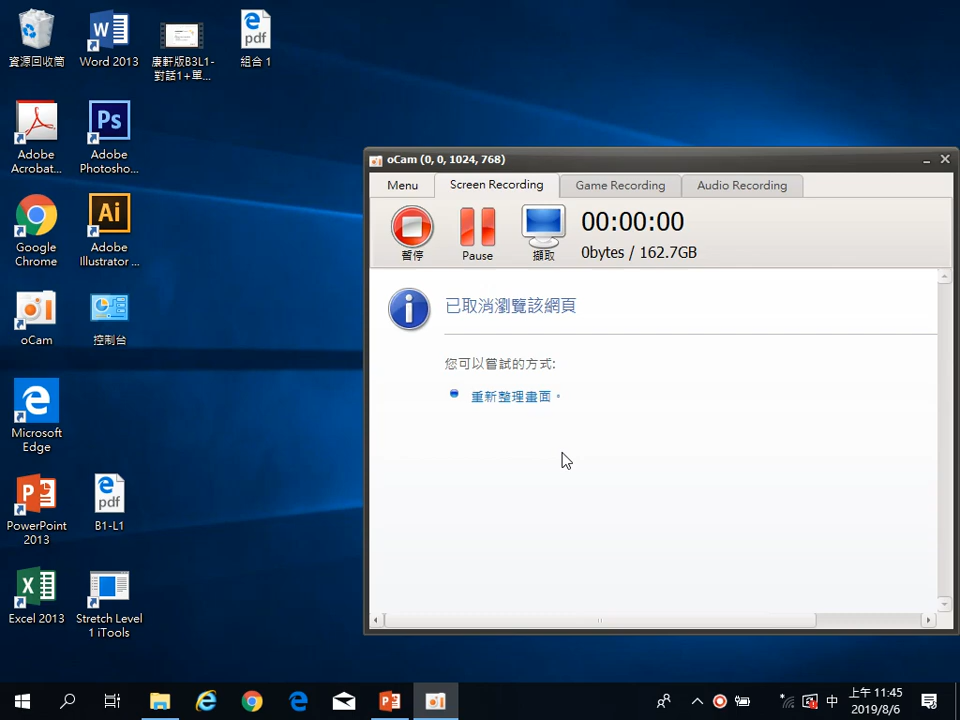 資源回收筒
Word 2013
康軒版B3L1-
對話1+單...
組合 1
Adobe
Acrobat...
Adobe
Photosho...
Google
Chrome
Adobe
Illustrator ...
oCam
控制台
Microsoft
Edge
PowerPoint
2013
B1-L1
Excel 2013
Stretch Level
1 iTools
oCam (0, 0, 1024, 768)
Menu
Screen Recording
Game Recording
Audio Recording
暫停
Pause
擷取
00:00:00
0bytes / 162.7GB
已取消瀏覽該網頁
您可以嘗試的方式:
重新整理畫面。
中
上午 11:45
2019/8/6